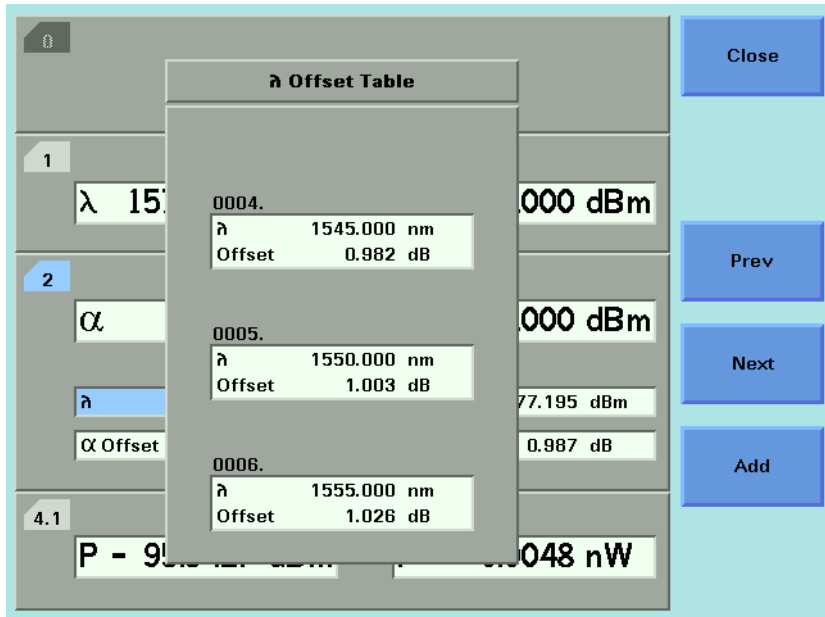 0
Close
λ Offset Table
1
λ 15
.000 dBm
0004.
λ 1545.000 nm
Offset 0.982 dB
Prev
2
α
.000 dBm
0005.
λ 1550.000 nm
Offset 1.003 dB
Next
λ
77.195 dBm
α Offset
0.987 dB
0006.
λ 1555.000 nm
Offset 1.026 dB
Add
4.1
P - 9
0048 nW